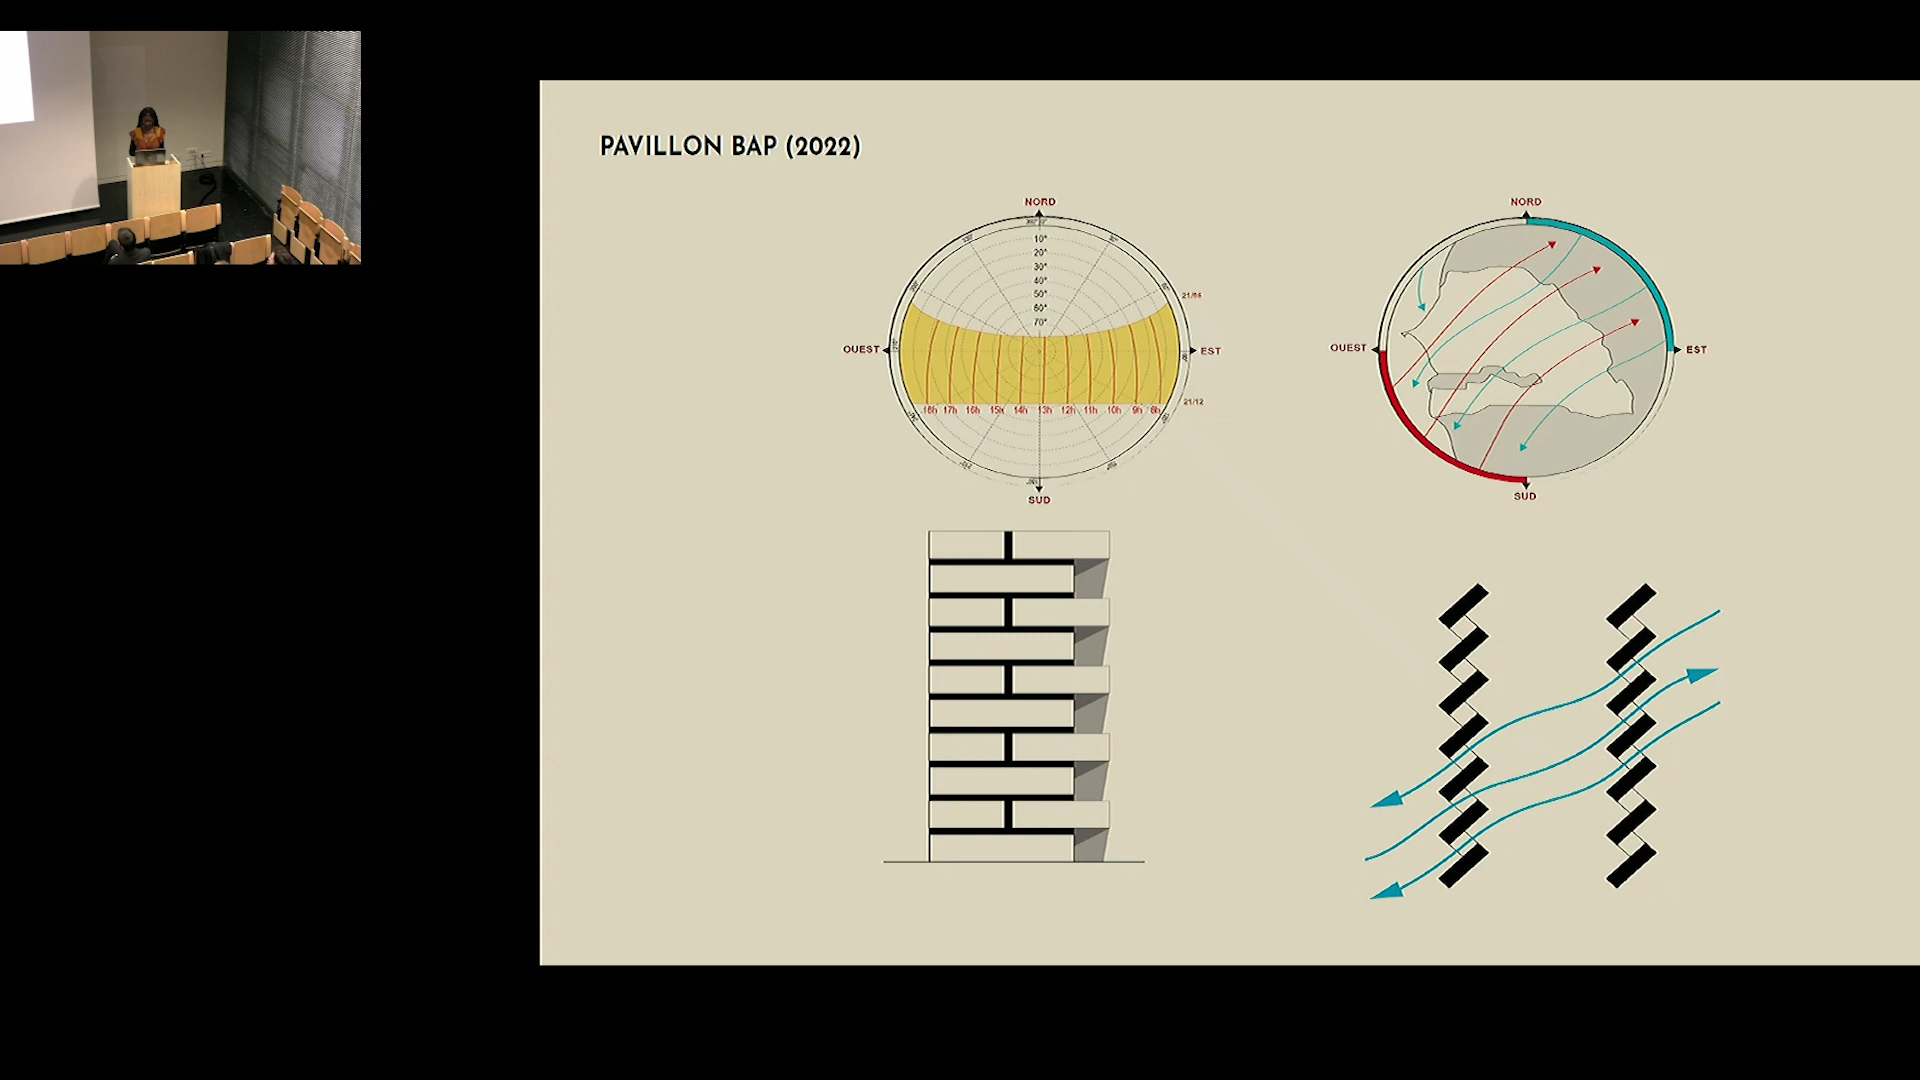 PAVILLON BAP (2022)
NORD
10°
20°
30°
40°
50°
60°
70°
21/06
OUEST
EST
21/12
18h 17h 16h 15h 14h 13h 12h 11h 10h 9h 8h
SUD
NORD
OUEST
EST
SUD